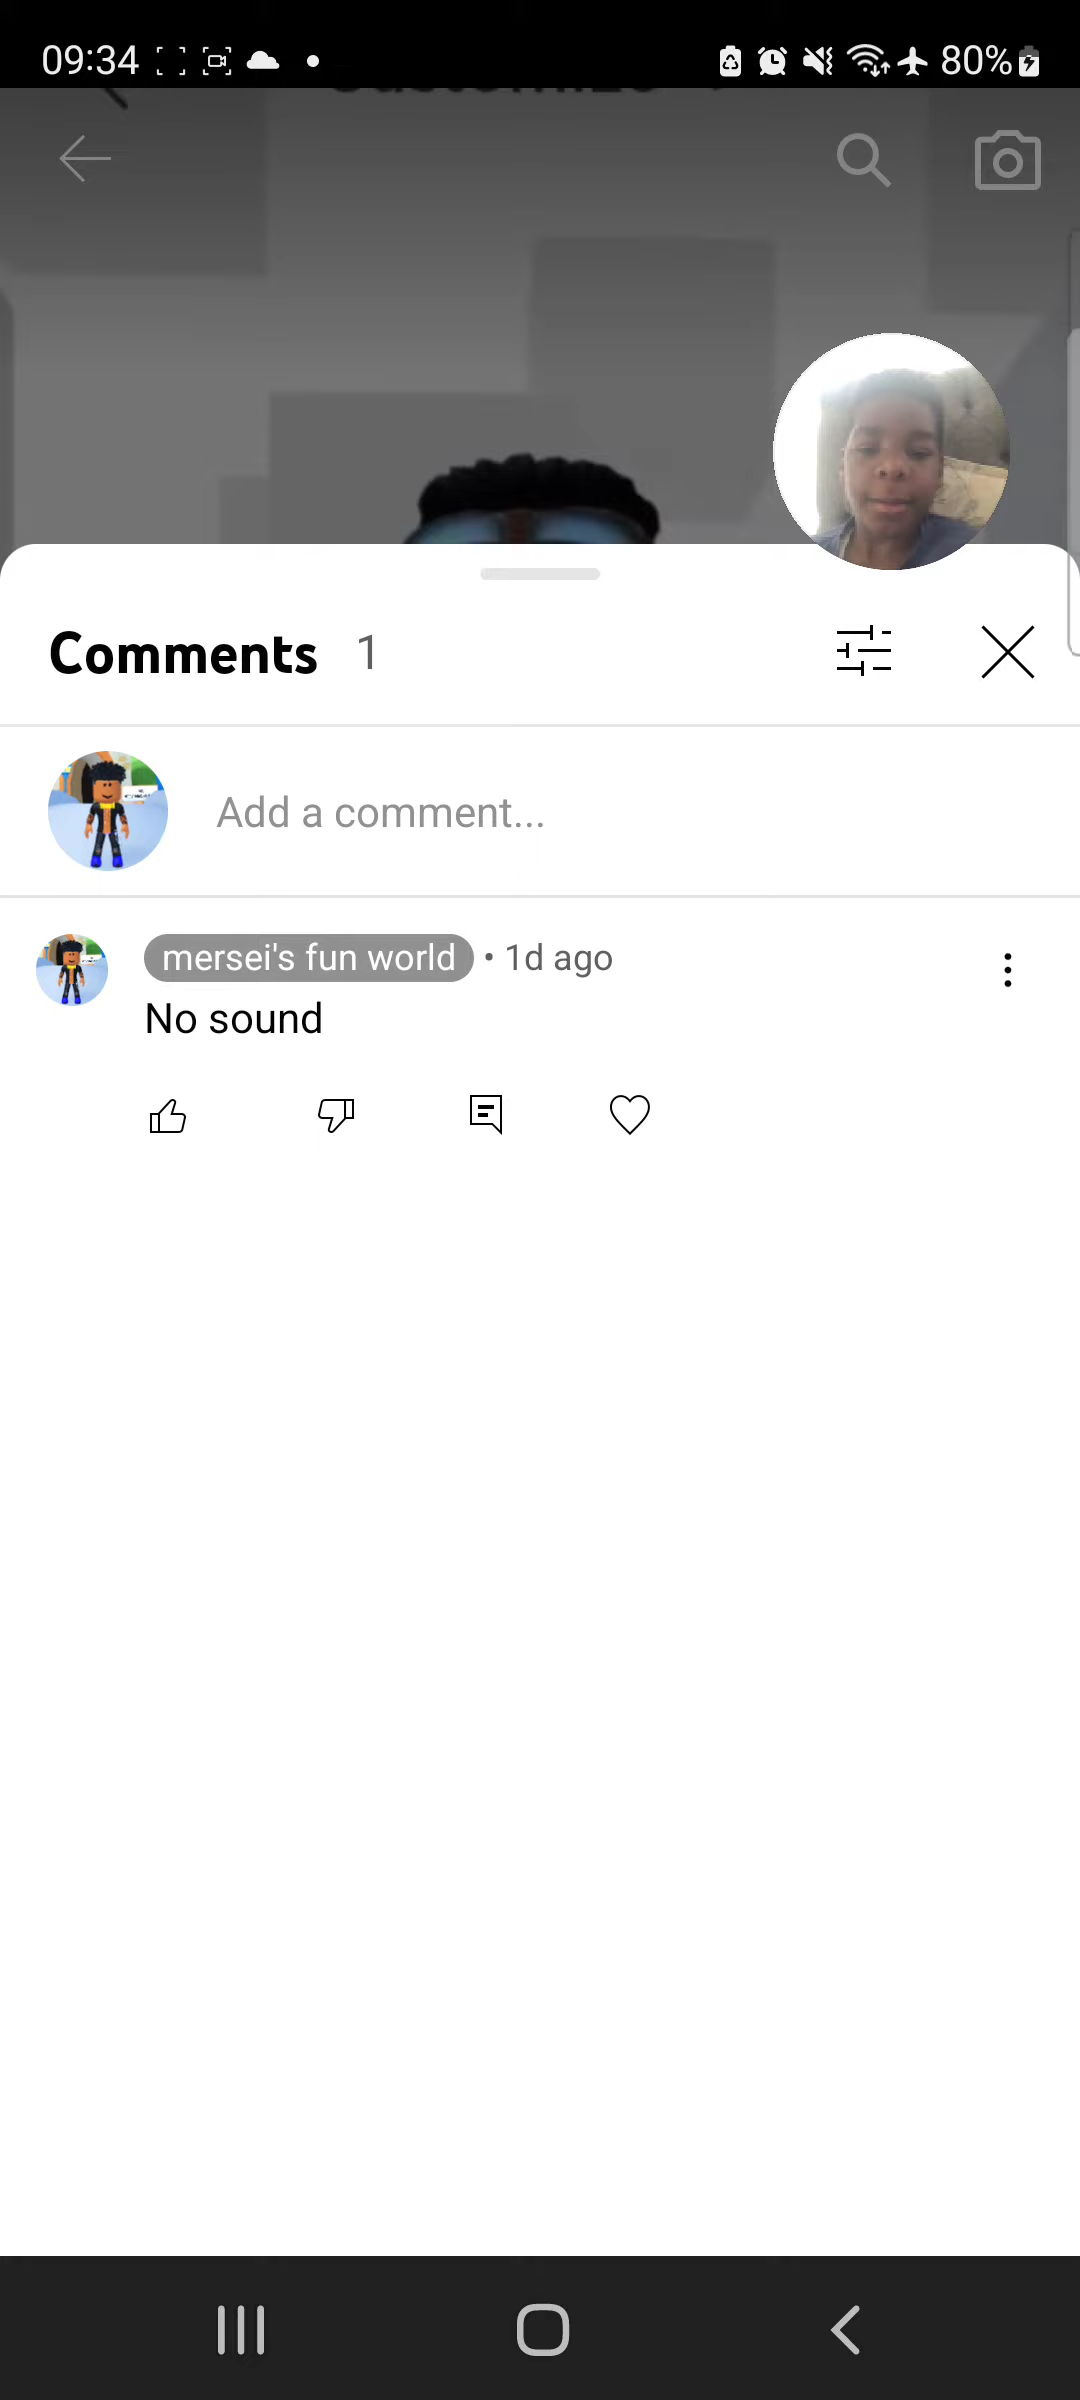 09:34
80%
Comments 1
Add a comment...
mersei's fun world • 1d ago
No sound